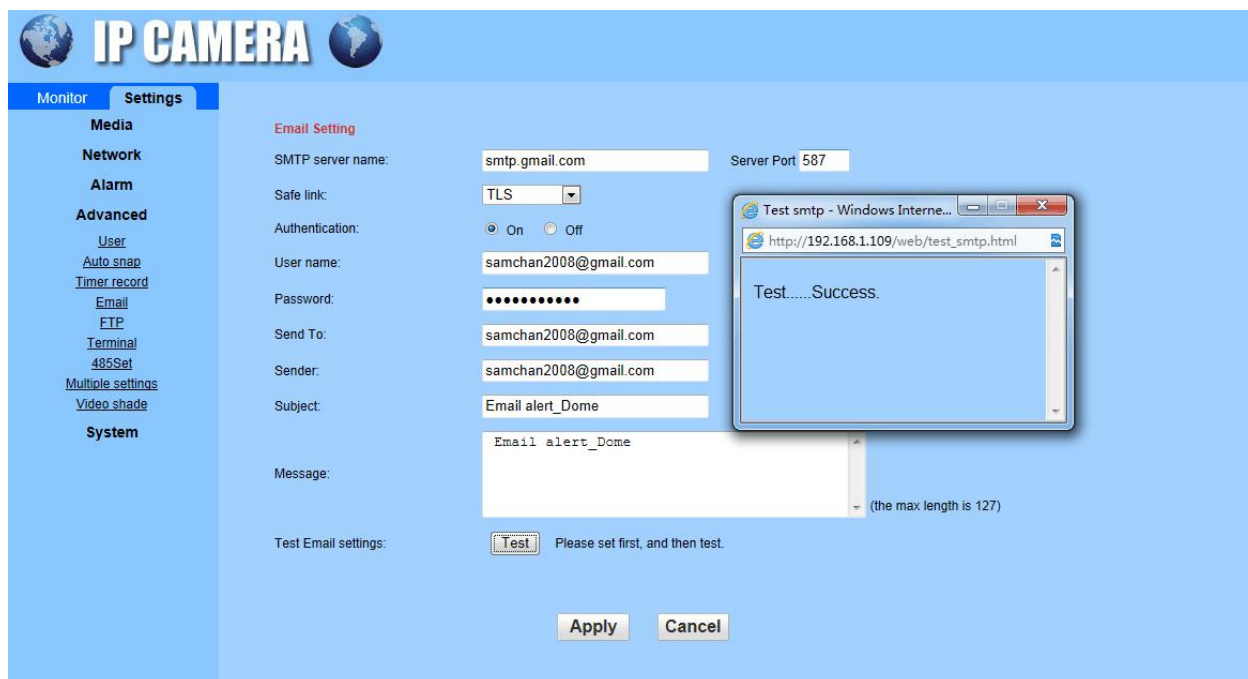 IP CAMERA
Monitor Settings
Media
Network
Alarm
Advanced
User
Auto snap
Timer record
Email
FTP
Terminal
485Set
Multiple settings
Video shade
System
Email Setting
SMTP server name: smtp.gmail.com Server Port 587
Safe link: TLS
Authentication: On Off
User name: samchan2008@gmail.com
Password: •••••••••••
Send To: samchan2008@gmail.com
Sender: samchan2008@gmail.com
Subject: Email alert_Dome
Message: Email alert_Dome
(the max length is 127)
Test Email settings: Test Please set first, and then test.
Apply Cancel
Test smtp - Windows Interne...
http://192.168.1.109/web/test_smtp.html
Test......Success.